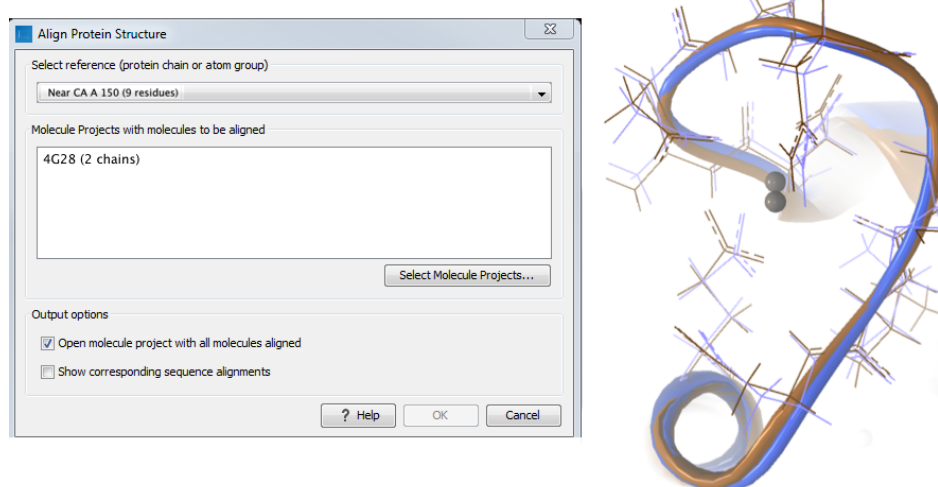 Align Protein Structure
Select reference (protein chain or atom group)
Near CA A 150 (9 residues)
Molecule Projects with molecules to be aligned
4G28 (2 chains)
Select Molecule Projects...
Output options
Open molecule project with all molecules aligned
Show corresponding sequence alignments
? Help
OK
Cancel